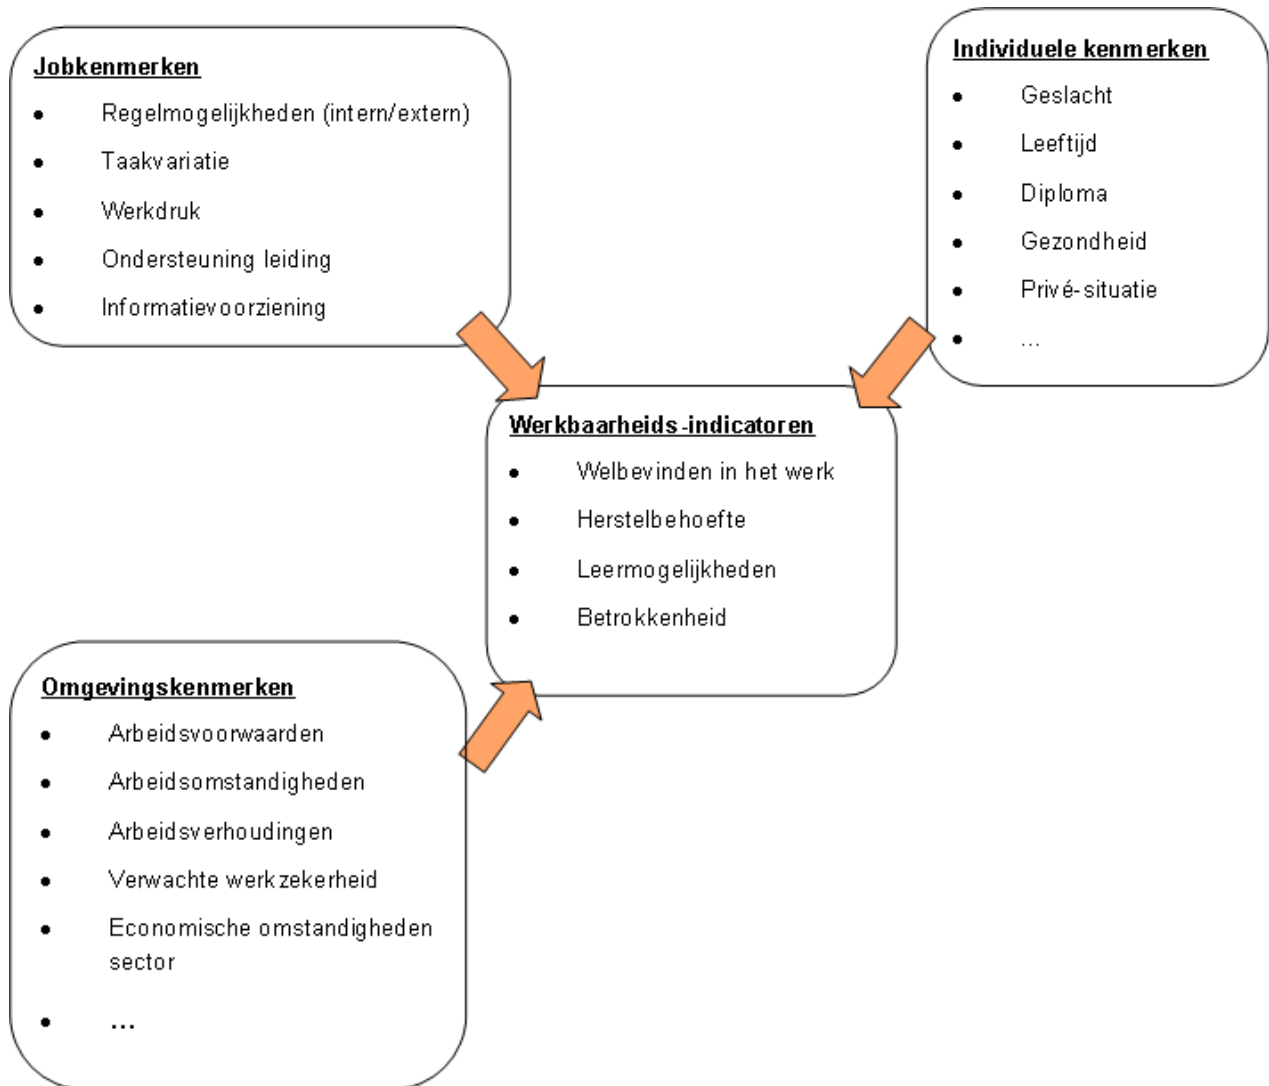 Jobkenmerken
• Regelmogelijkheden (intern/extern)
• Taakvariatie
• Werkdruk
• Ondersteuning leiding
• Informatievoorziening
Individuele kenmerken
• Geslacht
• Leeftijd
• Diploma
• Gezondheid
• Privé-situatie
• ...
Werkbaarheids-indicatoren
• Welbevinden in het werk
• Herstelbehoefte
• Leermogelijkheden
• Betrokkenheid
Omgevingskenmerken
• Arbeidsvoorwaarden
• Arbeidsomstandigheden
• Arbeidsverhoudingen
• Verwachte werkzekerheid
• Economische omstandigheden
sector
• ...